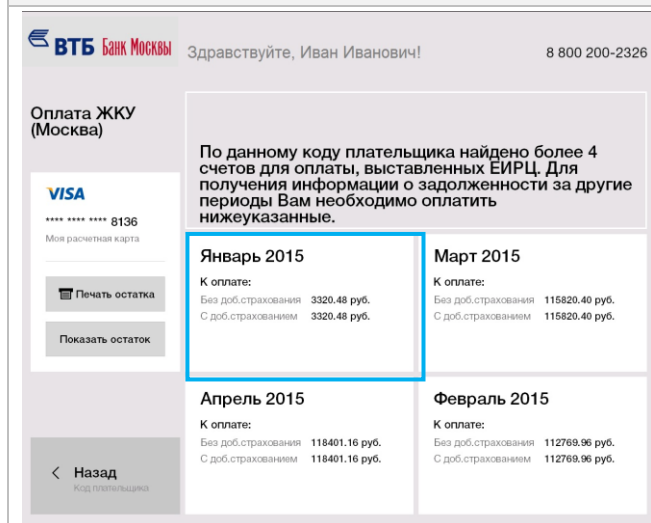 ВТБ Банк Москвы
Здравствуйте, Иван Иванович!
8 800 200-2326
Оплата ЖКУ
(Москва)
VISA
**** **** **** 8136
Моя расчетная карта
Печать остатка
Показать остаток
Назад
Код плательщика
По данному коду плательщика найдено более 4
счетов для оплаты, выставленных ЕИРЦ. Для
получения информации о задолженности за другие
периоды Вам необходимо оплатить
нижеуказанные.
Январь 2015
К оплате:
Без доб.страхования 3320.48 руб.
С доб.страхованием 3320.48 руб.
Март 2015
К оплате:
Без доб.страхования 115820.40 руб.
С доб.страхованием 115820.40 руб.
Апрель 2015
К оплате:
Без доб.страхования 118401.16 руб.
С доб.страхованием 118401.16 руб.
Февраль 2015
К оплате:
Без доб.страхования 112769.96 руб.
С доб.страхованием 112769.96 руб.